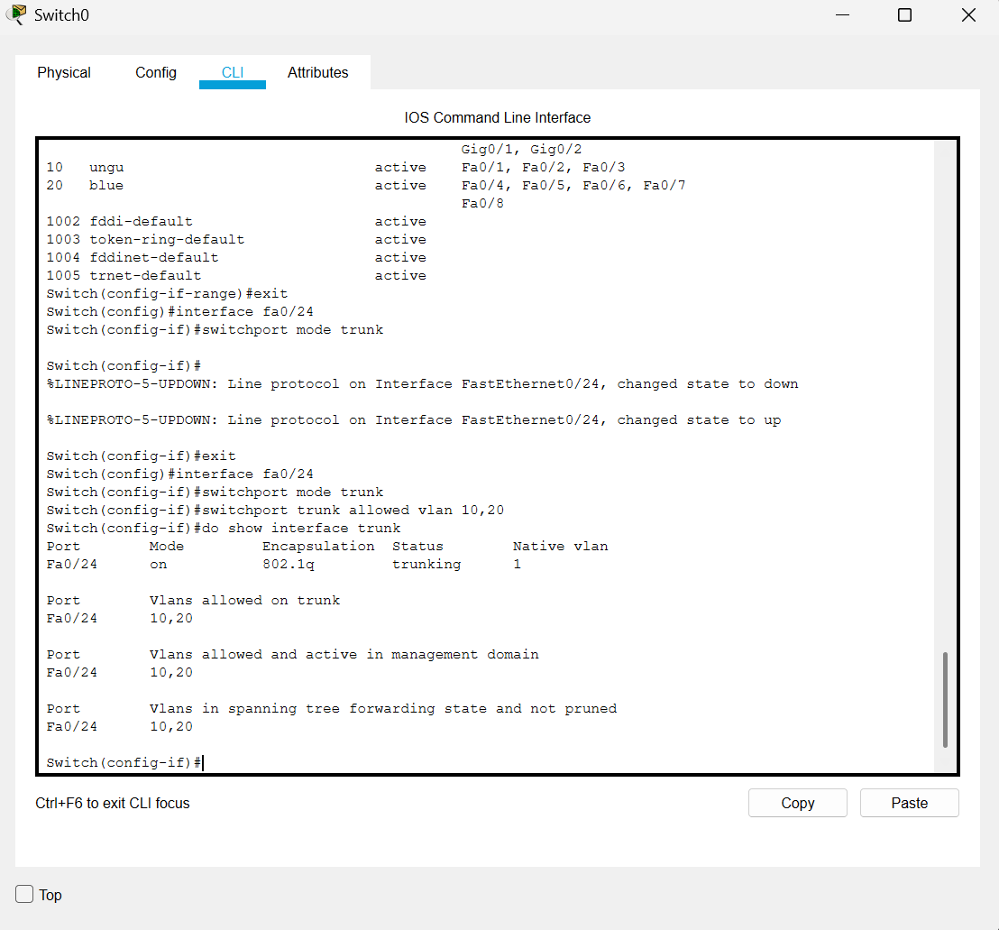 Switch0
Physical Config CLI Attributes
IOS Command Line Interface
Gig0/1, Gig0/2
10 ungu active Fa0/1, Fa0/2, Fa0/3
20 blue active Fa0/4, Fa0/5, Fa0/6, Fa0/7
Fa0/8
1002 fddi-default active
1003 token-ring-default active
1004 fddinet-default active
1005 trnet-default active
Switch(config-if-range)#exit
Switch(config)#interface fa0/24
Switch(config-if)#switchport mode trunk
Switch(config-if)#
%LINEPROTO-5-UPDOWN: Line protocol on Interface FastEthernet0/24, changed state to down
%LINEPROTO-5-UPDOWN: Line protocol on Interface FastEthernet0/24, changed state to up
Switch(config-if)#exit
Switch(config)#interface fa0/24
Switch(config-if)#switchport mode trunk
Switch(config-if)#switchport trunk allowed vlan 10,20
Switch(config-if)#do show interface trunk
Port Mode Encapsulation Status Native vlan
Fa0/24 on 802.1q trunking 1
Port Vlans allowed on trunk
Fa0/24 10,20
Port Vlans allowed and active in management domain
Fa0/24 10,20
Port Vlans in spanning tree forwarding state and not pruned
Fa0/24 10,20
Switch(config-if)#
Ctrl+F6 to exit CLI focus
Copy Paste
Top